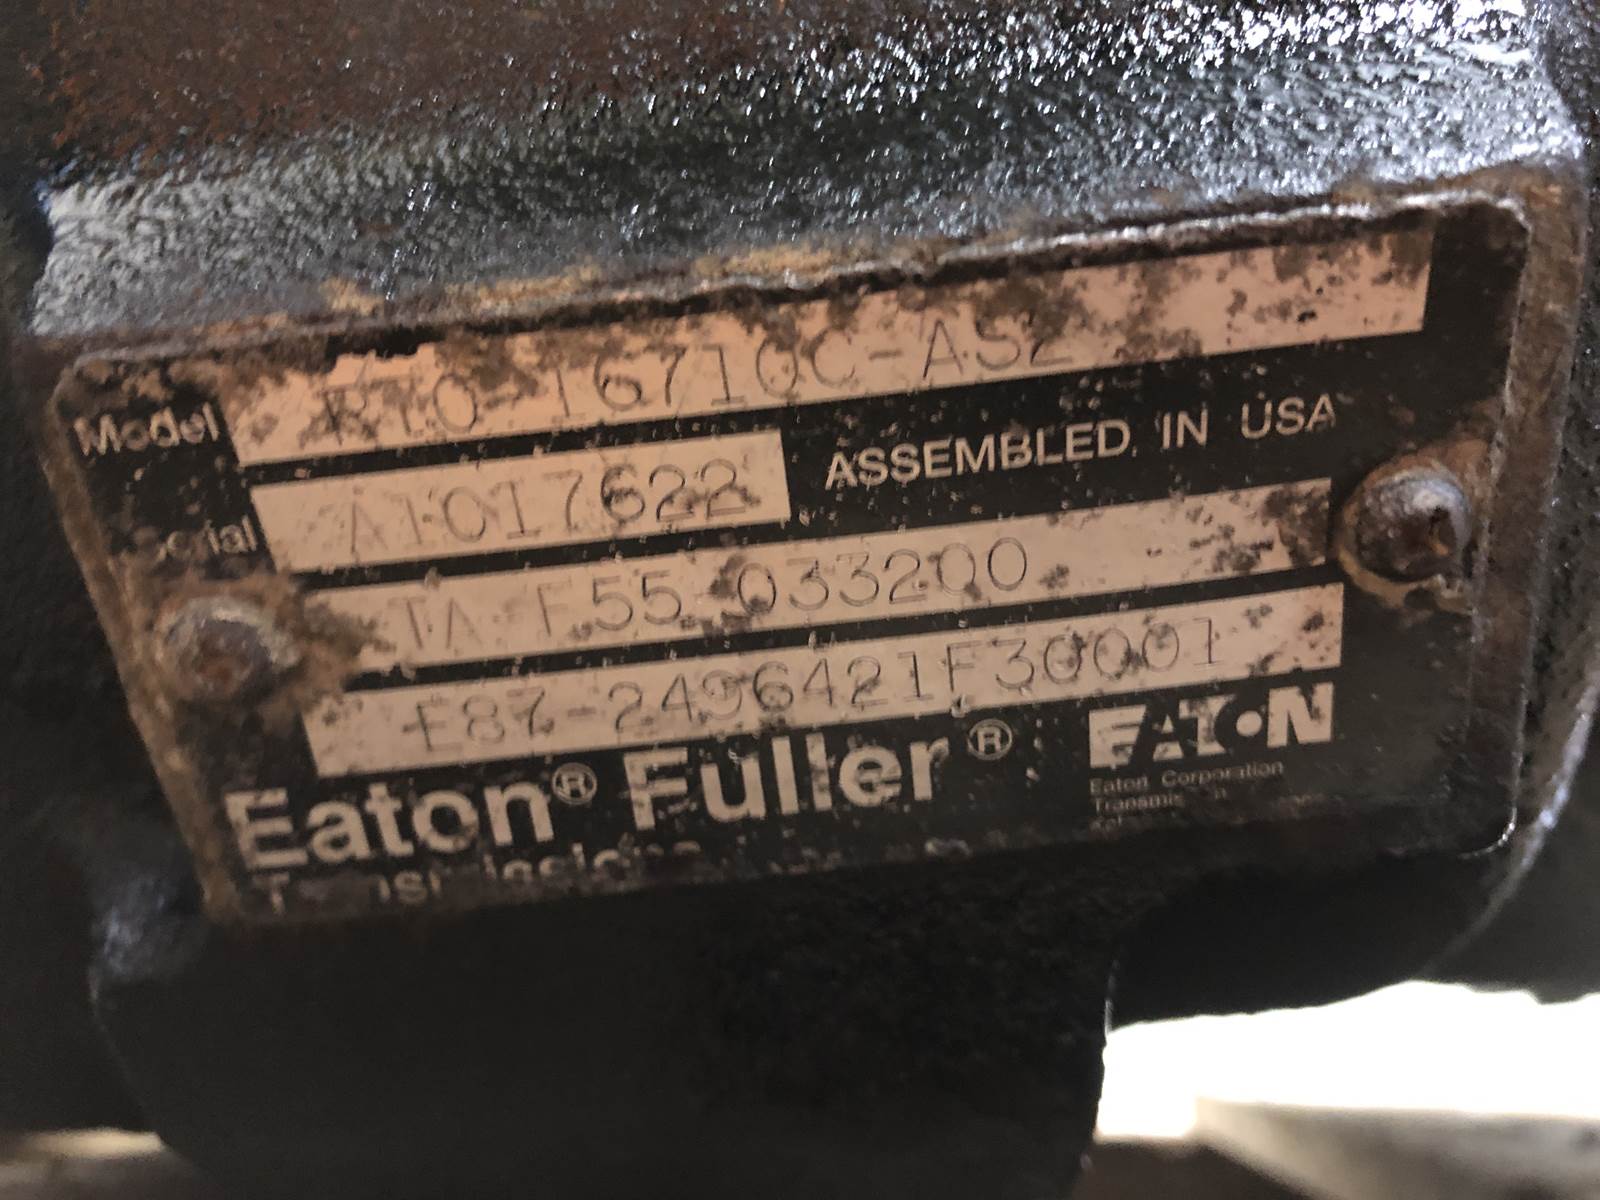 Model RTO-16710C-AS2
Serial A1017622 ASSEMBLED IN USA
TA-F55 033200
E87-2496421F30001
Eaton® Fuller® EATON
Eaton Corporation